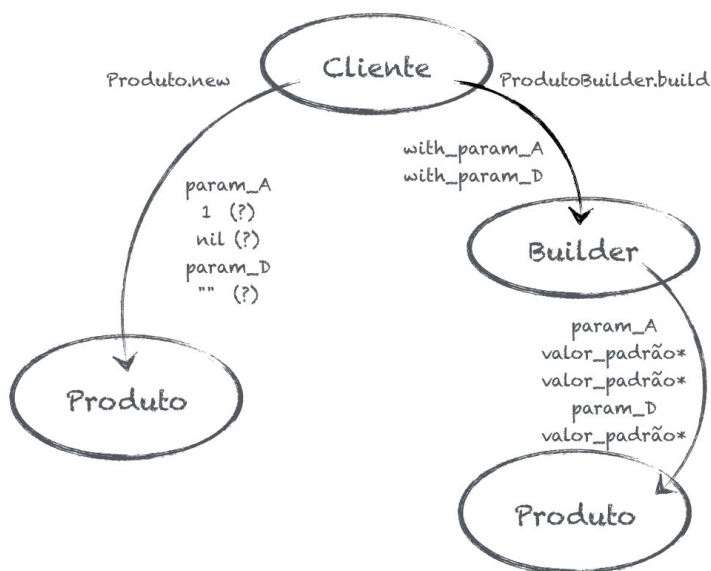 Cliente
Produto.new
ProdutoBuilder.build
with_param_A
with_param_D
param_A
1 (?)
nil (?)
param_D
"" (?)
Builder
param_A
valor_padrão*
valor_padrão*
param_D
valor_padrão*
Produto
Produto